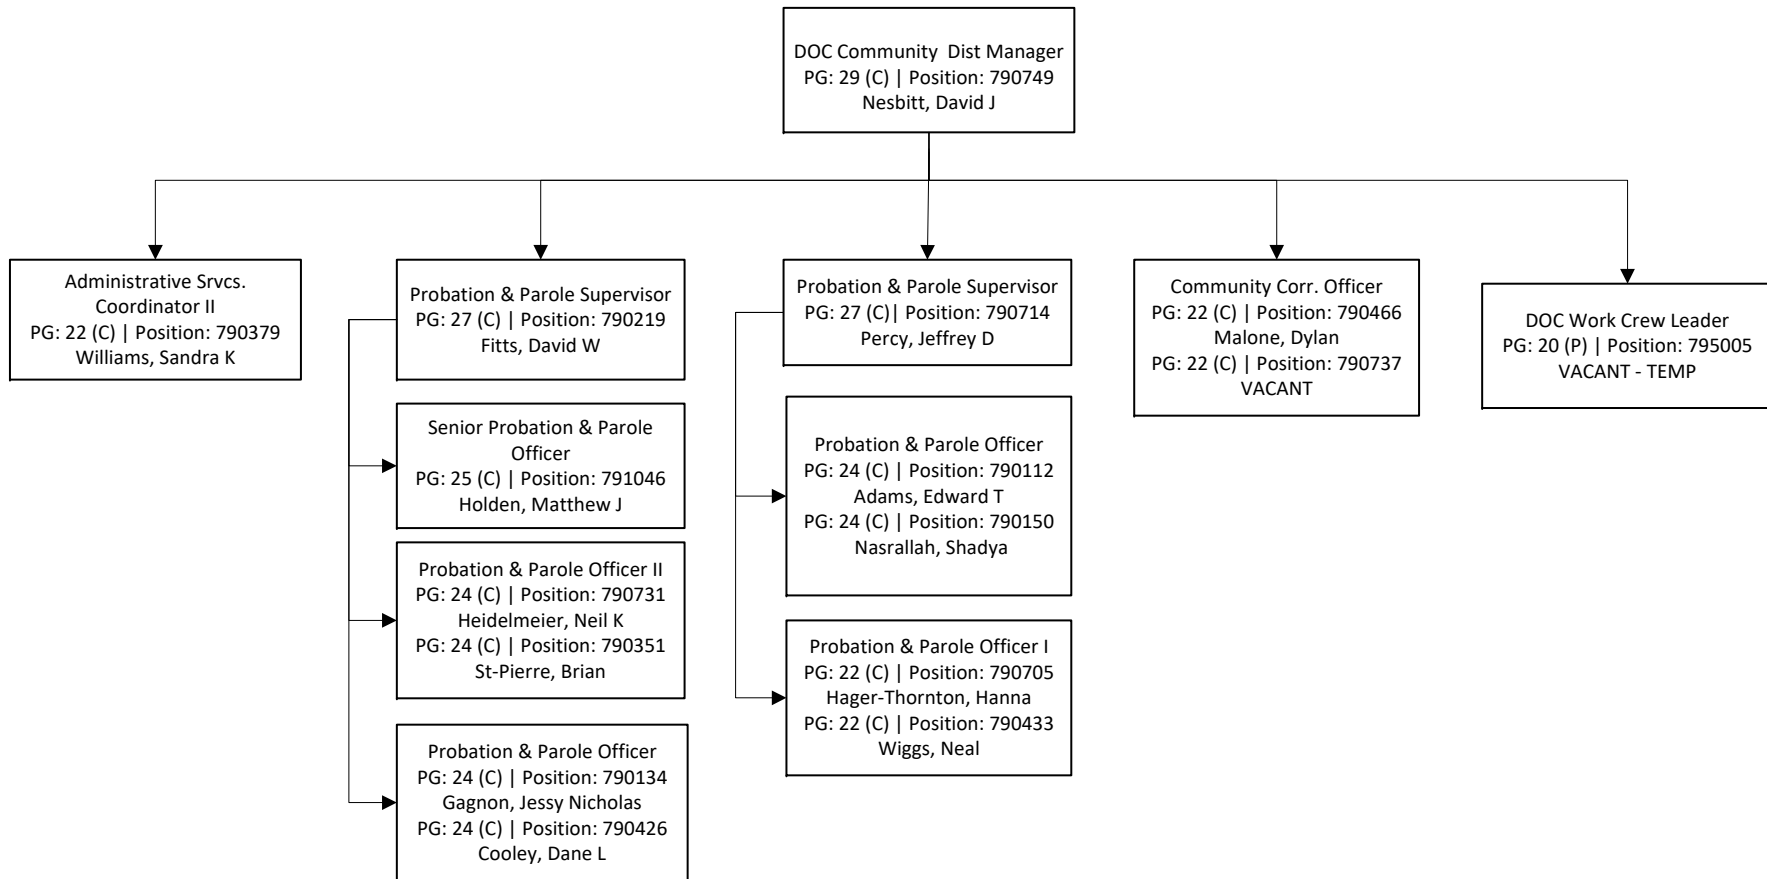 DOC Community  Dist Manager
PG: 29 (C) | Position: 790749
Nesbitt, David J
Administrative Srvcs.
Coordinator II
PG: 22 (C) | Position: 790379
Williams, Sandra K
Probation & Parole Supervisor
PG: 27 (C) | Position: 790219
Fitts, David W
Senior Probation & Parole
Officer
PG: 25 (C) | Position: 791046
Holden, Matthew J
Probation & Parole Officer II
PG: 24 (C) | Position: 790731
Heidelmeier, Neil K
PG: 24 (C) | Position: 790351
St-Pierre, Brian
Probation & Parole Officer
PG: 24 (C) | Position: 790134
Gagnon, Jessy Nicholas
PG: 24 (C) | Position: 790426
Cooley, Dane L
Probation & Parole Supervisor
PG: 27 (C)| Position: 790714
Percy, Jeffrey D
Probation & Parole Officer
PG: 24 (C) | Position: 790112
Adams, Edward T
PG: 24 (C) | Position: 790150
Nasrallah, Shadya
Probation & Parole Officer I
PG: 22 (C) | Position: 790705
Hager-Thornton, Hanna
PG: 22 (C) | Position: 790433
Wiggs, Neal
Community Corr. Officer
PG: 22 (C) | Position: 790466
Malone, Dylan
PG: 22 (C) | Position: 790737
VACANT
DOC Work Crew Leader
PG: 20 (P) | Position: 795005
VACANT - TEMP